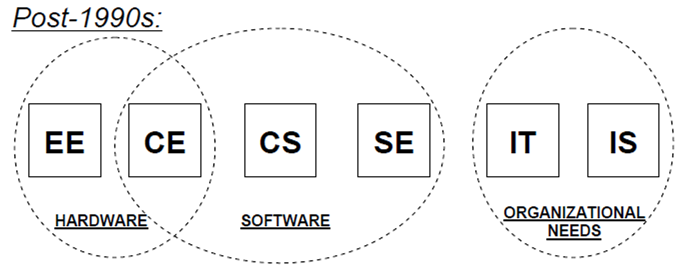 Post-1990s:
EE CE CS SE IT IS
HARDWARE SOFTWARE ORGANIZATIONAL
NEEDS